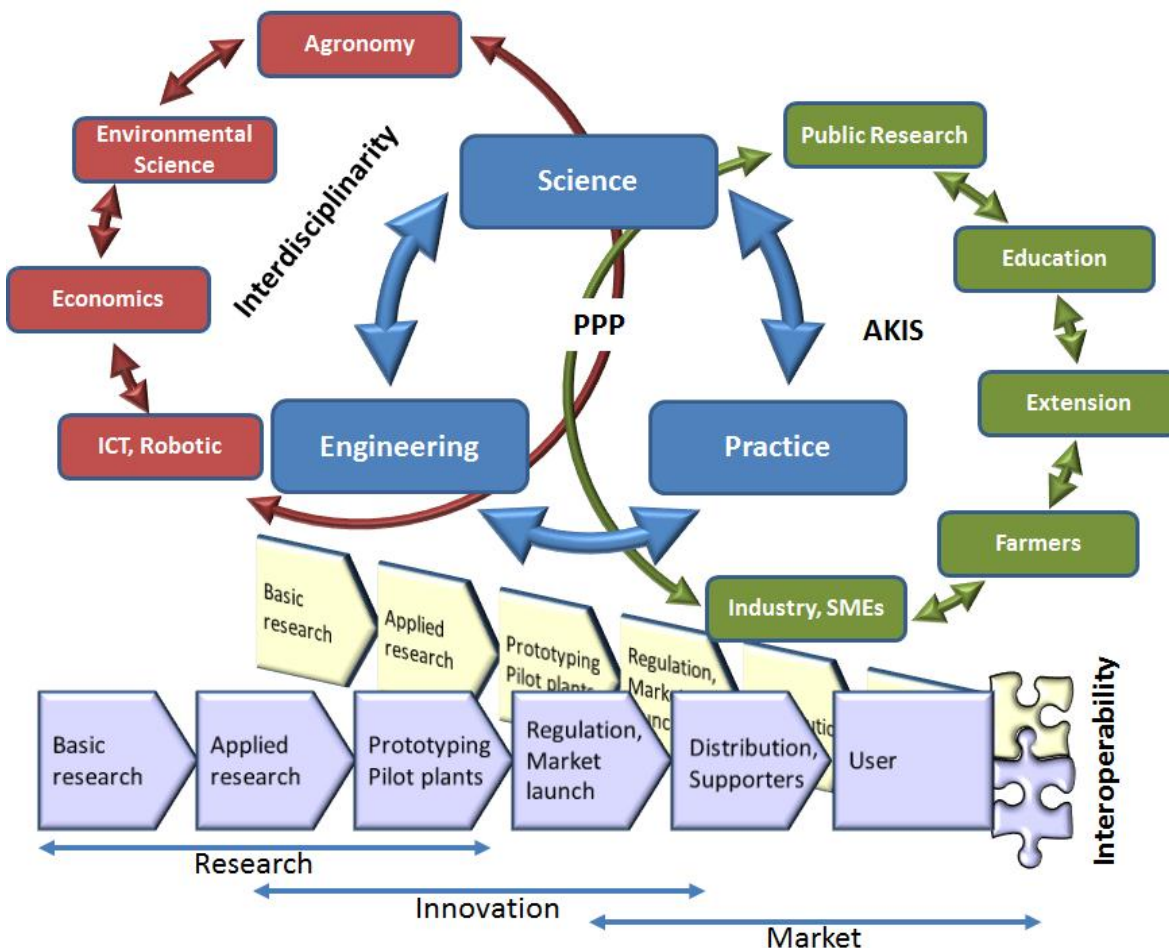 Agronomy
Environmental
Science
Economics
ICT, Robotic
Interdisciplinarity
Science
Engineering
Practice
PPP
AKIS
Public Research
Education
Extension
Farmers
Industry, SMEs
Basic
research
Applied
research
Prototyping
Pilot plants
Regulation,
Basic
research
Applied
research
Prototyping
Pilot plants
Regulation,
Market
launch
Distribution,
Supporters
User
Interoperability
Research
Innovation
Market